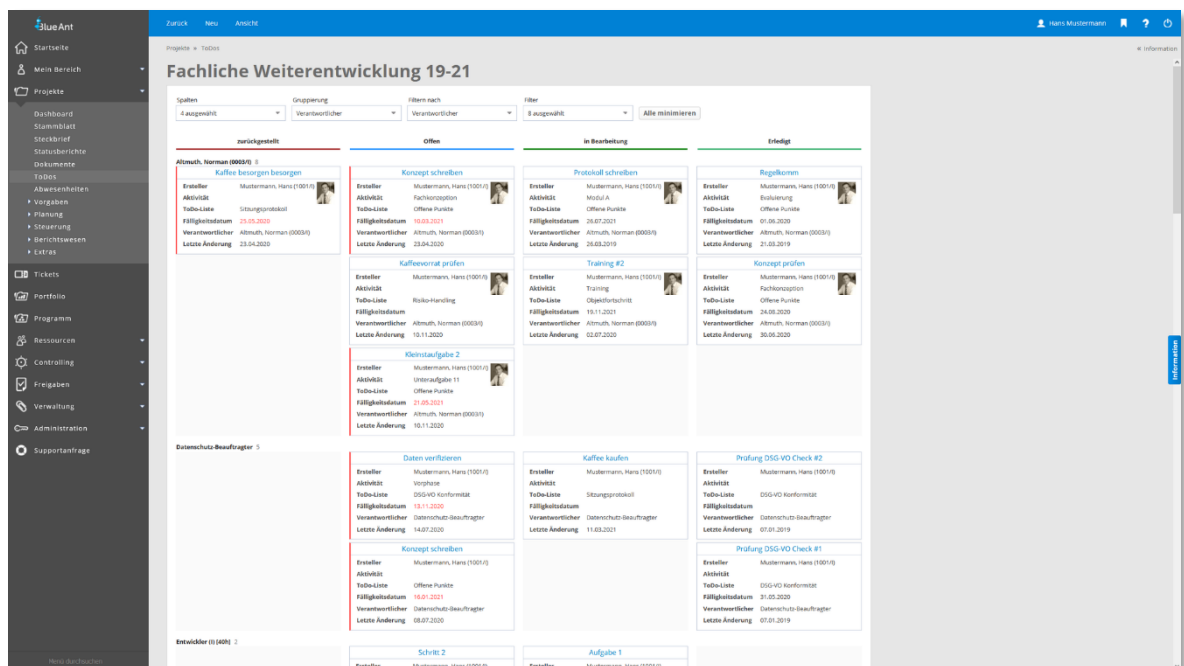 BlueAnt
Zurück Neu Ansicht Hans Mustermann ?
Startseite
Mein Bereich
Projekte
Dashboard
Stammblatt
Steckbrief
Statusberichte
Dokumente
ToDos
Abwesenheiten
Vorgaben
Planung
Steuerung
Berichtswesen
Extras
Tickets
Portfolio
Programm
Ressourcen
Controlling
Freigaben
Verwaltung
Administration
Supportanfrage
Menü durchsuchen
Projekte » ToDos « Information
Fachliche Weiterentwicklung 19-21
Spalten Gruppierung Filtern nach Filter
4 ausgewählt Verantwortlicher Verantwortlicher 8 ausgewählt Alle minimieren
zurückgestellt Offen in Bearbeitung Erledigt
Altmuth, Norman (0003/I) 8
Kaffee besorgen besorgen Konzept schreiben Protokoll schreiben Regelkomm
Ersteller Mustermann, Hans (1001/I) Ersteller Mustermann, Hans (1001/I) Ersteller Mustermann, Hans (1001/I) Ersteller Mustermann, Hans (1001/I)
Aktivität Aktivität Fachkonzeption Aktivität Modul A Aktivität Evaluierung
ToDo-Liste Sitzungsprotokoll ToDo-Liste Offene Punkte ToDo-Liste Offene Punkte ToDo-Liste Offene Punkte
Fälligkeitsdatum 25.05.2020 Fälligkeitsdatum 10.03.2021 Fälligkeitsdatum 26.07.2021 Fälligkeitsdatum 01.06.2020
Verantwortlicher Altmuth, Norman (0003/I) Verantwortlicher Altmuth, Norman (0003/I) Verantwortlicher Altmuth, Norman (0003/I) Verantwortlicher Altmuth, Norman (0003/I)
Letzte Änderung 23.04.2020 Letzte Änderung 23.04.2020 Letzte Änderung 26.03.2019 Letzte Änderung 21.03.2019
Kaffeevorrat prüfen Training #2 Konzept prüfen
Ersteller Mustermann, Hans (1001/I) Ersteller Mustermann, Hans (1001/I) Ersteller Mustermann, Hans (1001/I)
Aktivität Aktivität Training Aktivität Fachkonzeption
ToDo-Liste Risiko-Handling ToDo-Liste Objektfortschritt ToDo-Liste Offene Punkte
Fälligkeitsdatum Fälligkeitsdatum 19.11.2021 Fälligkeitsdatum 24.08.2020
Verantwortlicher Altmuth, Norman (0003/I) Verantwortlicher Altmuth, Norman (0003/I) Verantwortlicher Altmuth, Norman (0003/I)
Letzte Änderung 10.11.2020 Letzte Änderung 02.07.2020 Letzte Änderung 30.06.2020
Kleinstaufgabe 2
Ersteller Mustermann, Hans (1001/I)
Aktivität Unteraufgabe 11
ToDo-Liste Offene Punkte
Fälligkeitsdatum 21.05.2021
Verantwortlicher Altmuth, Norman (0003/I)
Letzte Änderung 10.11.2020
Information
Datenschutz-Beauftragter 5
Daten verifizieren Kaffee kaufen Prüfung DSG-VO Check #2
Ersteller Mustermann, Hans (1001/I) Ersteller Mustermann, Hans (1001/I) Ersteller Mustermann, Hans (1001/I)
Aktivität Vorphase Aktivität Aktivität
ToDo-Liste DSG-VO Konformität ToDo-Liste Sitzungsprotokoll ToDo-Liste DSG-VO Konformität
Fälligkeitsdatum 13.11.2020 Fälligkeitsdatum Fälligkeitsdatum
Verantwortlicher Datenschutz-Beauftragter Verantwortlicher Datenschutz-Beauftragter Verantwortlicher Datenschutz-Beauftragter
Letzte Änderung 14.07.2020 Letzte Änderung 11.03.2021 Letzte Änderung 07.01.2019
Konzept schreiben Prüfung DSG-VO Check #1
Ersteller Mustermann, Hans (1001/I) Ersteller Mustermann, Hans (1001/I)
Aktivität Aktivität
ToDo-Liste Offene Punkte ToDo-Liste DSG-VO Konformität
Fälligkeitsdatum 16.01.2021 Fälligkeitsdatum 31.05.2020
Verantwortlicher Datenschutz-Beauftragter Verantwortlicher Datenschutz-Beauftragter
Letzte Änderung 08.07.2020 Letzte Änderung 07.01.2019
Entwickler (I) [40h] 2
Schritt 2 Aufgabe 1